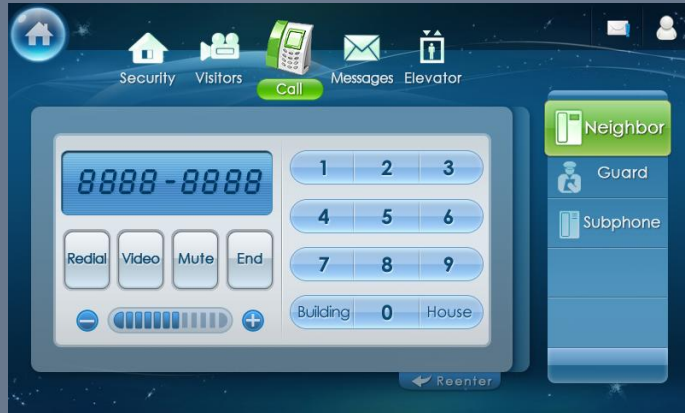 Security Visitors Call Messages Elevator
8888-8888
Redial Video Mute End
1 2 3
4 5 6
7 8 9
Building 0 House
Reenter
Neighbor
Guard
Subphone